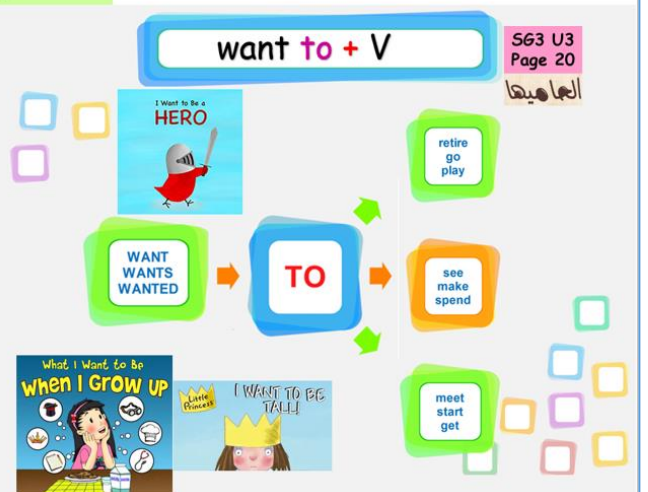 want to + V
SG3 U3
Page 20
I Want to Be a
HERO
retire
go
play
WANT
WANTS
WANTED
TO
see
make
spend
What I Want to Be
When I GROW UP
Little
Princess
I WANT TO BE
TALL!
meet
start
get